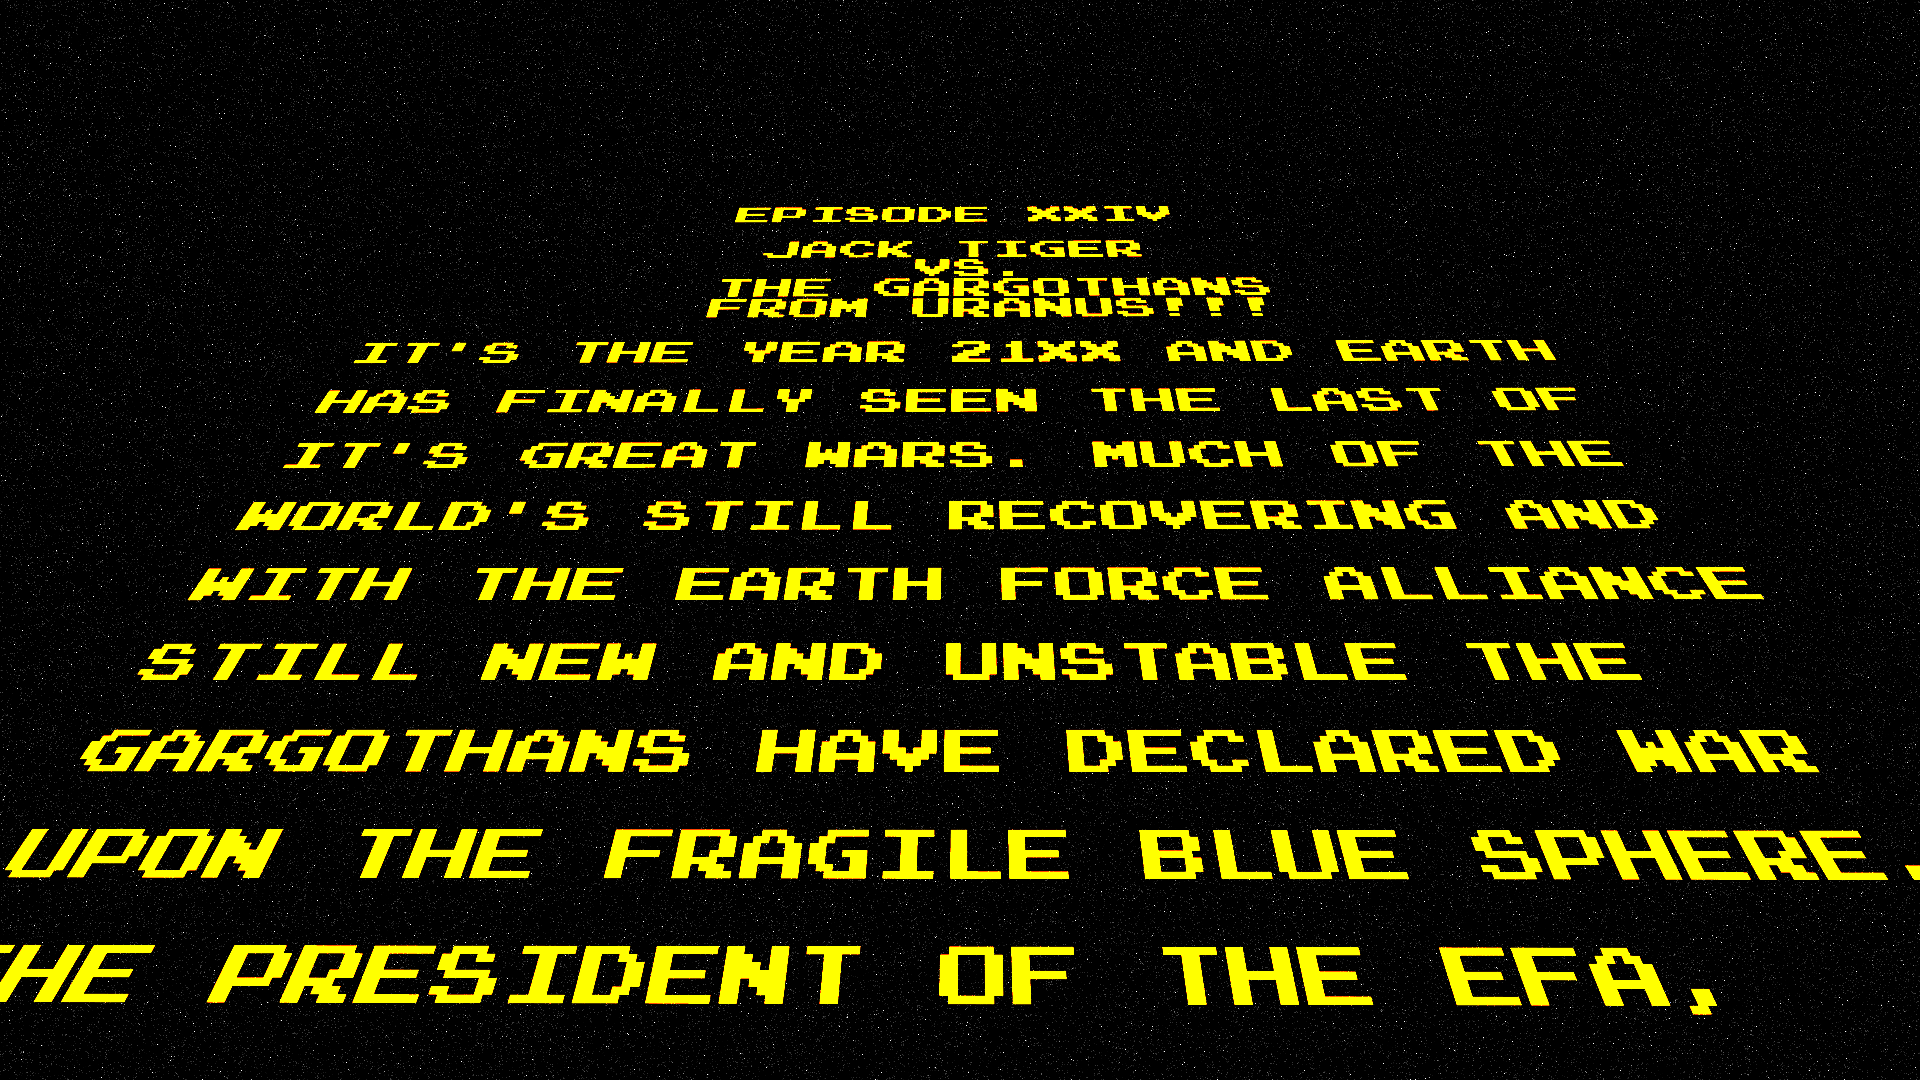 EPISODE XXIV
JACK TIGER
VS.
THE GARGOTHANS
FROM URANUS!!!
IT'S THE YEAR 21XX AND EARTH
HAS FINALLY SEEN THE LAST OF
IT'S GREAT WARS. MUCH OF THE
WORLD'S STILL RECOVERING AND
WITH THE EARTH FORCE ALLIANCE
STILL NEW AND UNSTABLE THE
GARGOTHANS HAVE DECLARED WAR
UPON THE FRAGILE BLUE SPHERE.
THE PRESIDENT OF THE EFA,